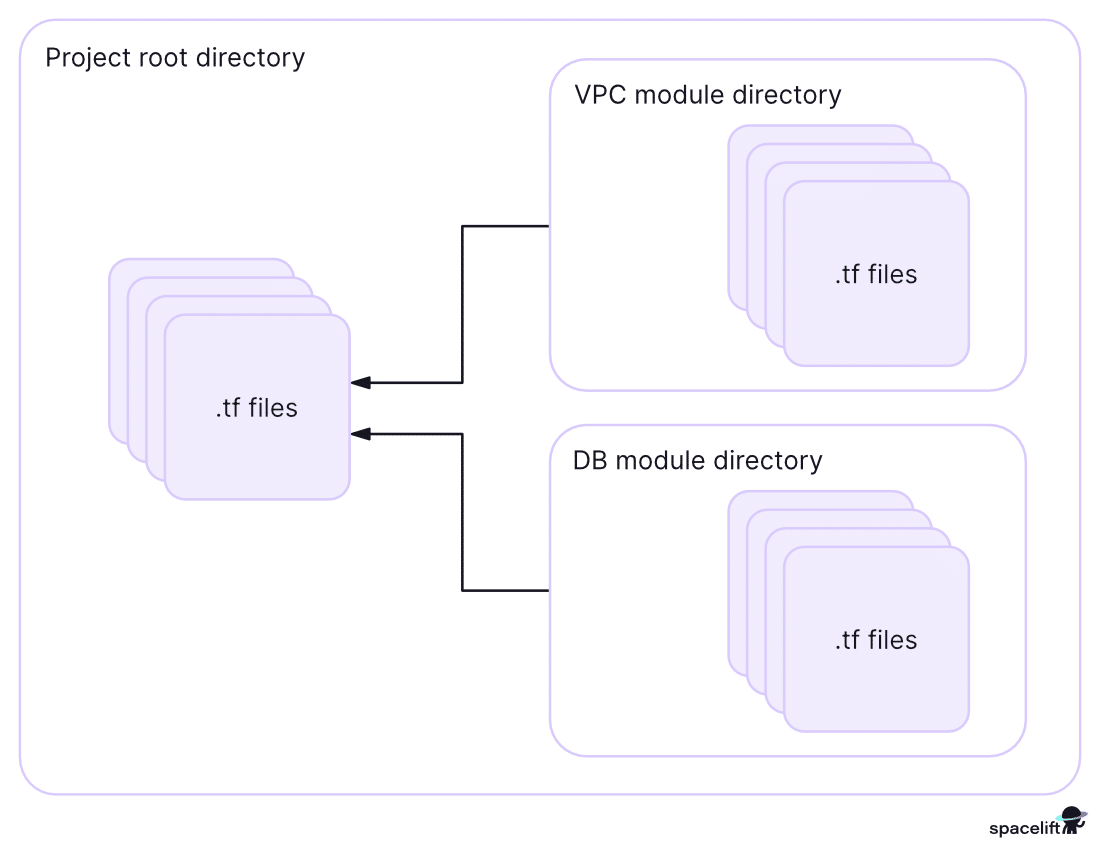 Project root directory
VPC module directory
.tf files
.tf files
DB module directory
.tf files
spacelift